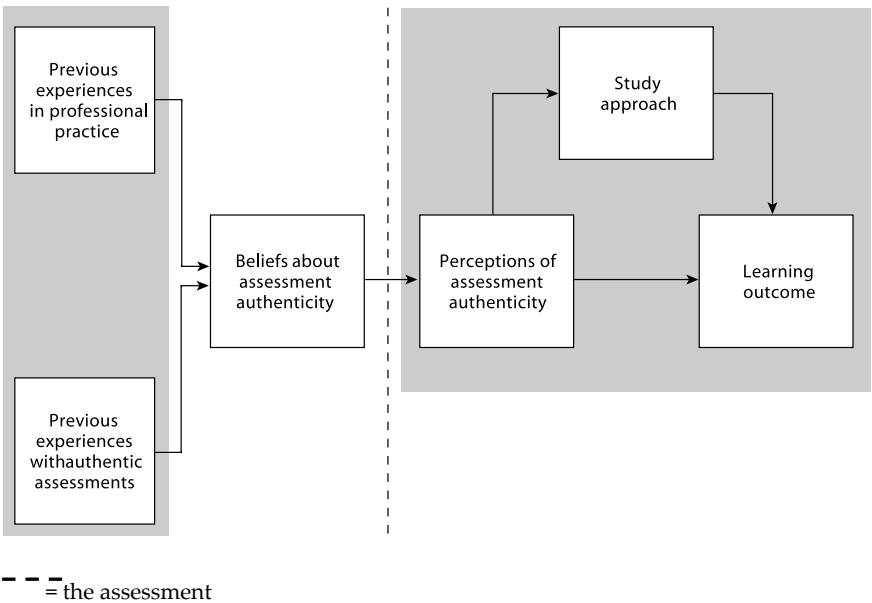 Previous
experiences
in professional
practice
Study
approach
Beliefs about
assessment
authenticity
Perceptions of
assessment
authenticity
Learning
outcome
Previous
experiences
withauthentic
assessments
= the assessment